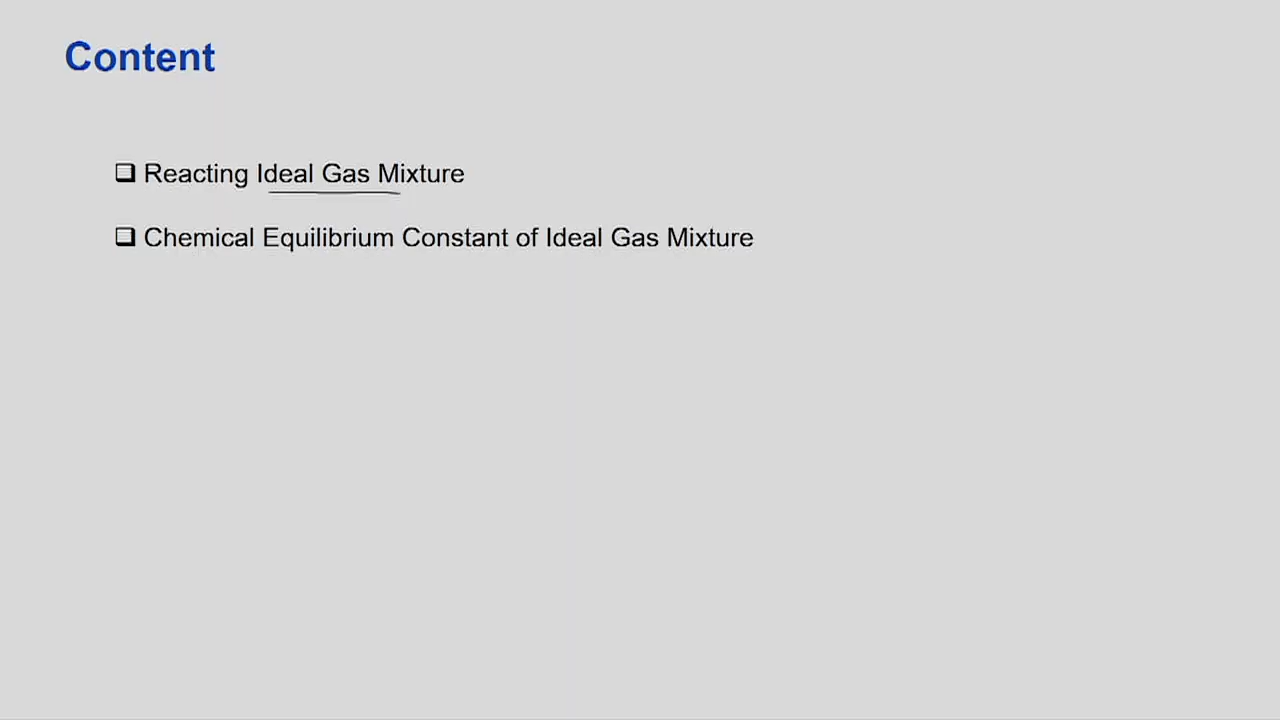 Content
Reacting Ideal Gas Mixture
Chemical Equilibrium Constant of Ideal Gas Mixture